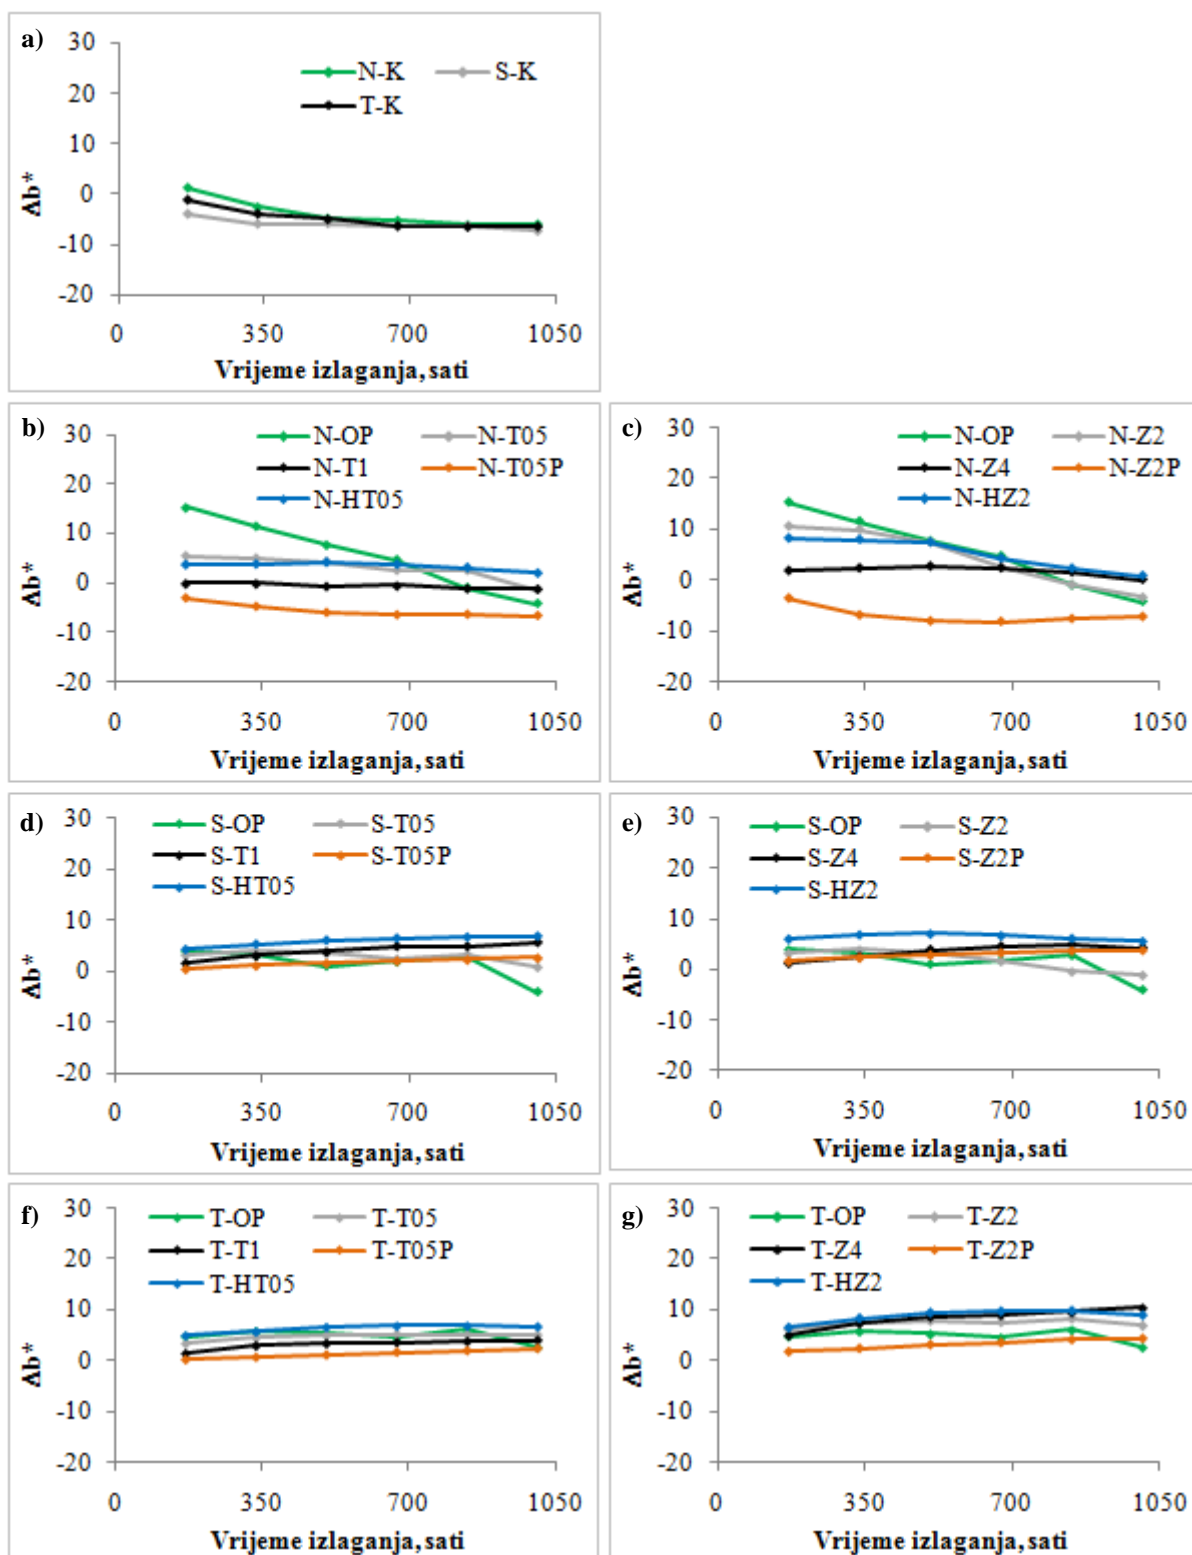 a)
30
20
10
0
-10
-20
Δb*
N-K S-K
T-K
0 350 700 1050
Vrijeme izlaganja, sati
b)
30
20
10
0
-10
-20
Δb*
N-OP N-T05
N-T1 N-T05P
N-HT05
0 350 700 1050
Vrijeme izlaganja, sati
c)
30
20
10
0
-10
-20
Δb*
N-OP N-Z2
N-Z4 N-Z2P
N-HZ2
0 350 700 1050
Vrijeme izlaganja, sati
d)
30
20
10
0
-10
-20
Δb*
S-OP S-T05
S-T1 S-T05P
S-HT05
0 350 700 1050
Vrijeme izlaganja, sati
e)
30
20
10
0
-10
-20
Δb*
S-OP S-Z2
S-Z4 S-Z2P
S-HZ2
0 350 700 1050
Vrijeme izlaganja, sati
f)
30
20
10
0
-10
-20
Δb*
T-OP T-T05
T-T1 T-T05P
T-HT05
0 350 700 1050
Vrijeme izlaganja, sati
g)
30
20
10
0
-10
-20
Δb*
T-OP T-Z2
T-Z4 T-Z2P
T-HZ2
0 350 700 1050
Vrijeme izlaganja, sati